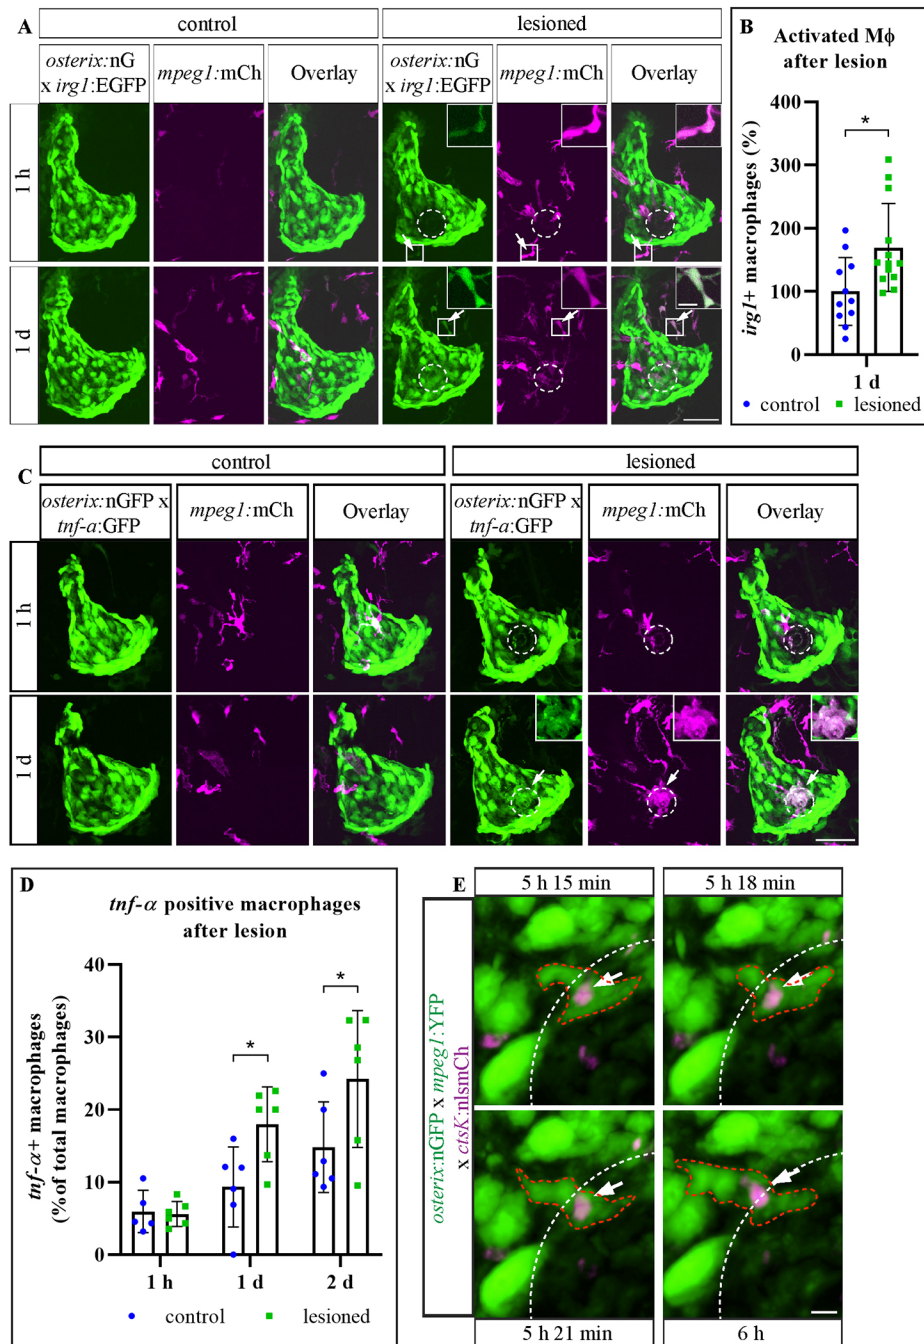 A
control
lesioned
osterix:nG
x irg1:EGFP
mpeg1:mCh
Overlay
osterix:nG
x irg1:EGFP
mpeg1:mCh
Overlay
1 h
1 d
B
Activated Mϕ
after lesion
irg1+ macrophages (%)
400
300
200
100
0
*
1 d
control
lesioned
C
control
lesioned
osterix:nGFP x
tnf-a:GFP
mpeg1:mCh
Overlay
osterix:nGFP x
tnf-a:GFP
mpeg1:mCh
Overlay
1 h
1 d
D
tnf-α positive macrophages
after lesion
tnf-α+ macrophages
(% of total macrophages)
40
30
20
10
0
*
*
1 h
1 d
2 d
control
lesioned
E
5 h 15 min
5 h 18 min
osterix:nGFP x mpeg1:YFP
x ctsK:nlsmCh
5 h 21 min
6 h